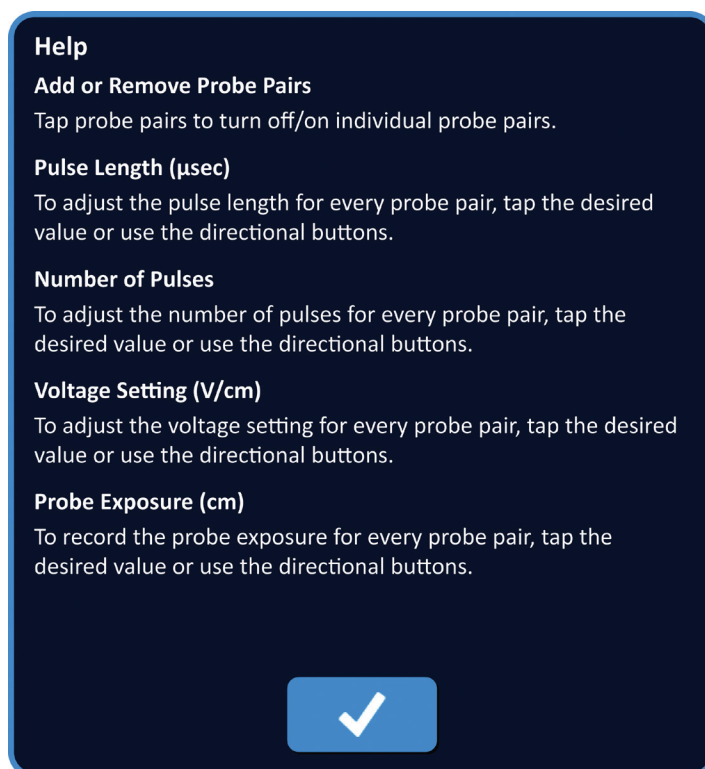 Help
Add or Remove Probe Pairs
Tap probe pairs to turn off/on individual probe pairs.
Pulse Length (µsec)
To adjust the pulse length for every probe pair, tap the desired
value or use the directional buttons.
Number of Pulses
To adjust the number of pulses for every probe pair, tap the
desired value or use the directional buttons.
Voltage Setting (V/cm)
To adjust the voltage setting for every probe pair, tap the desired
value or use the directional buttons.
Probe Exposure (cm)
To record the probe exposure for every probe pair, tap the
desired value or use the directional buttons.